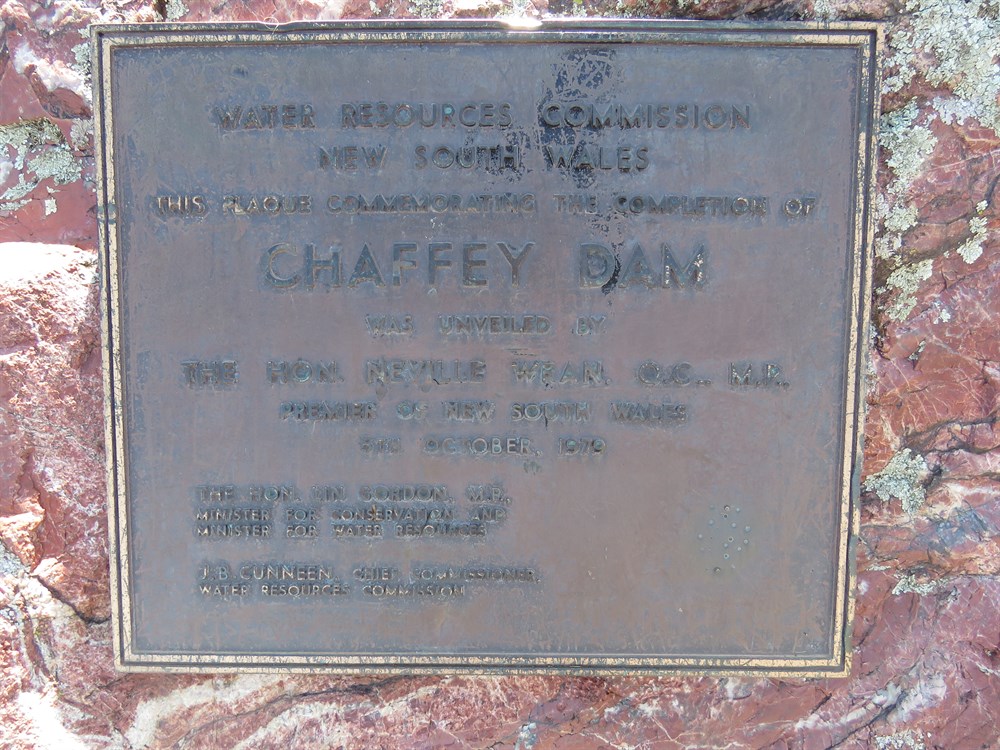 WATER RESOURCES COMMISSION
NEW SOUTH WALES
THIS PLAQUE COMMEMORATING THE COMPLETION OF
CHAFFEY DAM
WAS UNVEILED BY
THE HON. NEVILLE WRAN, Q.C., M.P.
PREMIER OF NEW SOUTH WALES
OCTOBER, 1979
THE HON. LIN GORDON, M.P.,
MINISTER FOR CONSERVATION AND
MINISTER FOR WATER RESOURCES
J.B. CUNNEEN, CHIEF COMMISSIONER,
WATER RESOURCES COMMISSION